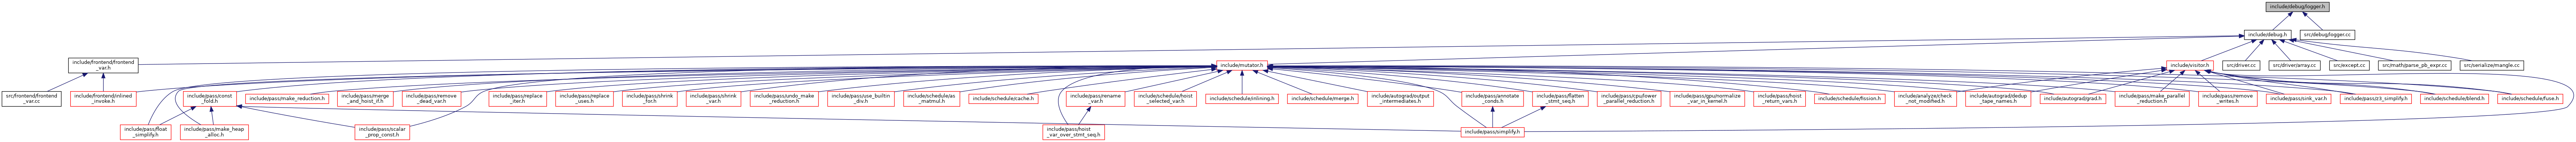 include/debug/logger.h
include/debug.h
src/debug/logger.cc
include/frontend/frontend
_var.h
include/mutator.h
include/visitor.h
src/driver.cc
src/driver/array.cc
src/except.cc
src/math/parse_pb_expr.cc
src/serialize/mangle.cc
src/frontend/frontend
_var.cc
include/frontend/inlined
_invoke.h
include/pass/const
_fold.h
include/pass/make_reduction.h
include/pass/merge
_and_hoist_if.h
include/pass/remove
_dead_var.h
include/pass/replace
_iter.h
include/pass/replace
_uses.h
include/pass/shrink
_for.h
include/pass/shrink
_var.h
include/pass/undo_make
_reduction.h
include/pass/use_builtin
_div.h
include/schedule/as
_matmul.h
include/schedule/cache.h
include/pass/rename
_var.h
include/schedule/hoist
_selected_var.h
include/schedule/inlining.h
include/schedule/merge.h
include/autograd/output
_intermediates.h
include/pass/annotate
_conds.h
include/pass/flatten
_stmt_seq.h
include/pass/cpu/lower
_parallel_reduction.h
include/pass/gpu/normalize
_var_in_kernel.h
include/pass/hoist
_return_vars.h
include/schedule/fission.h
include/analyze/check
_not_modified.h
include/autograd/dedup
_tape_names.h
include/autograd/grad.h
include/pass/make_parallel
_reduction.h
include/pass/remove
_writes.h
include/pass/sink_var.h
include/pass/z3_simplify.h
include/schedule/blend.h
include/schedule/fuse.h
include/pass/float
_simplify.h
include/pass/make_heap
_alloc.h
include/pass/scalar
_prop_const.h
include/pass/hoist
_var_over_stmt_seq.h
include/pass/simplify.h